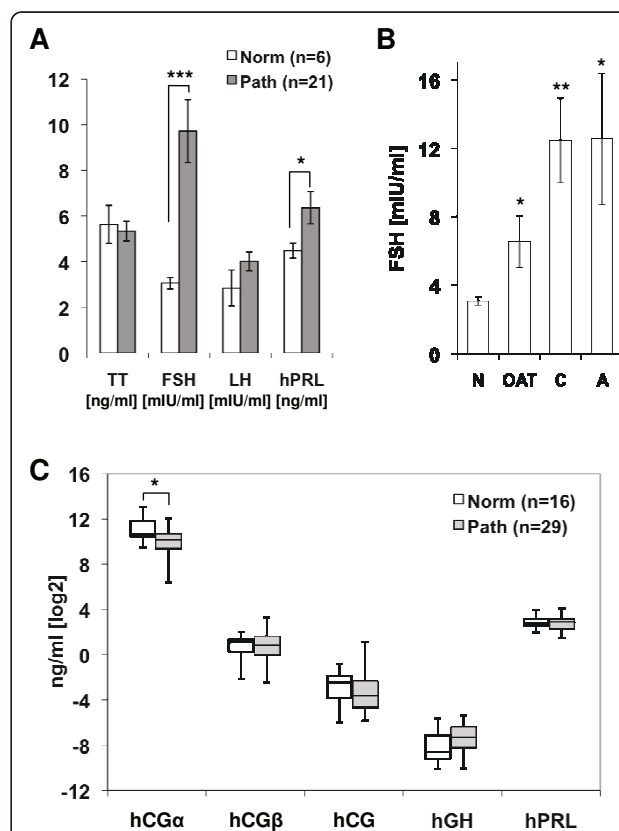 A
Norm (n=6)
Path (n=21)
12
10
8
6
4
2
0
***
*
TT FSH LH hPRL
[ng/ml] [mIU/ml] [mIU/ml] [ng/ml]
B
FSH [mIU/ml]
16
12
8
4
0
*
**
*
N OAT C A
C
ng/ml [log2]
16
12
8
4
0
-4
-8
-12
*
Norm (n=16)
Path (n=29)
hCGα hCGβ hCG hGH hPRL